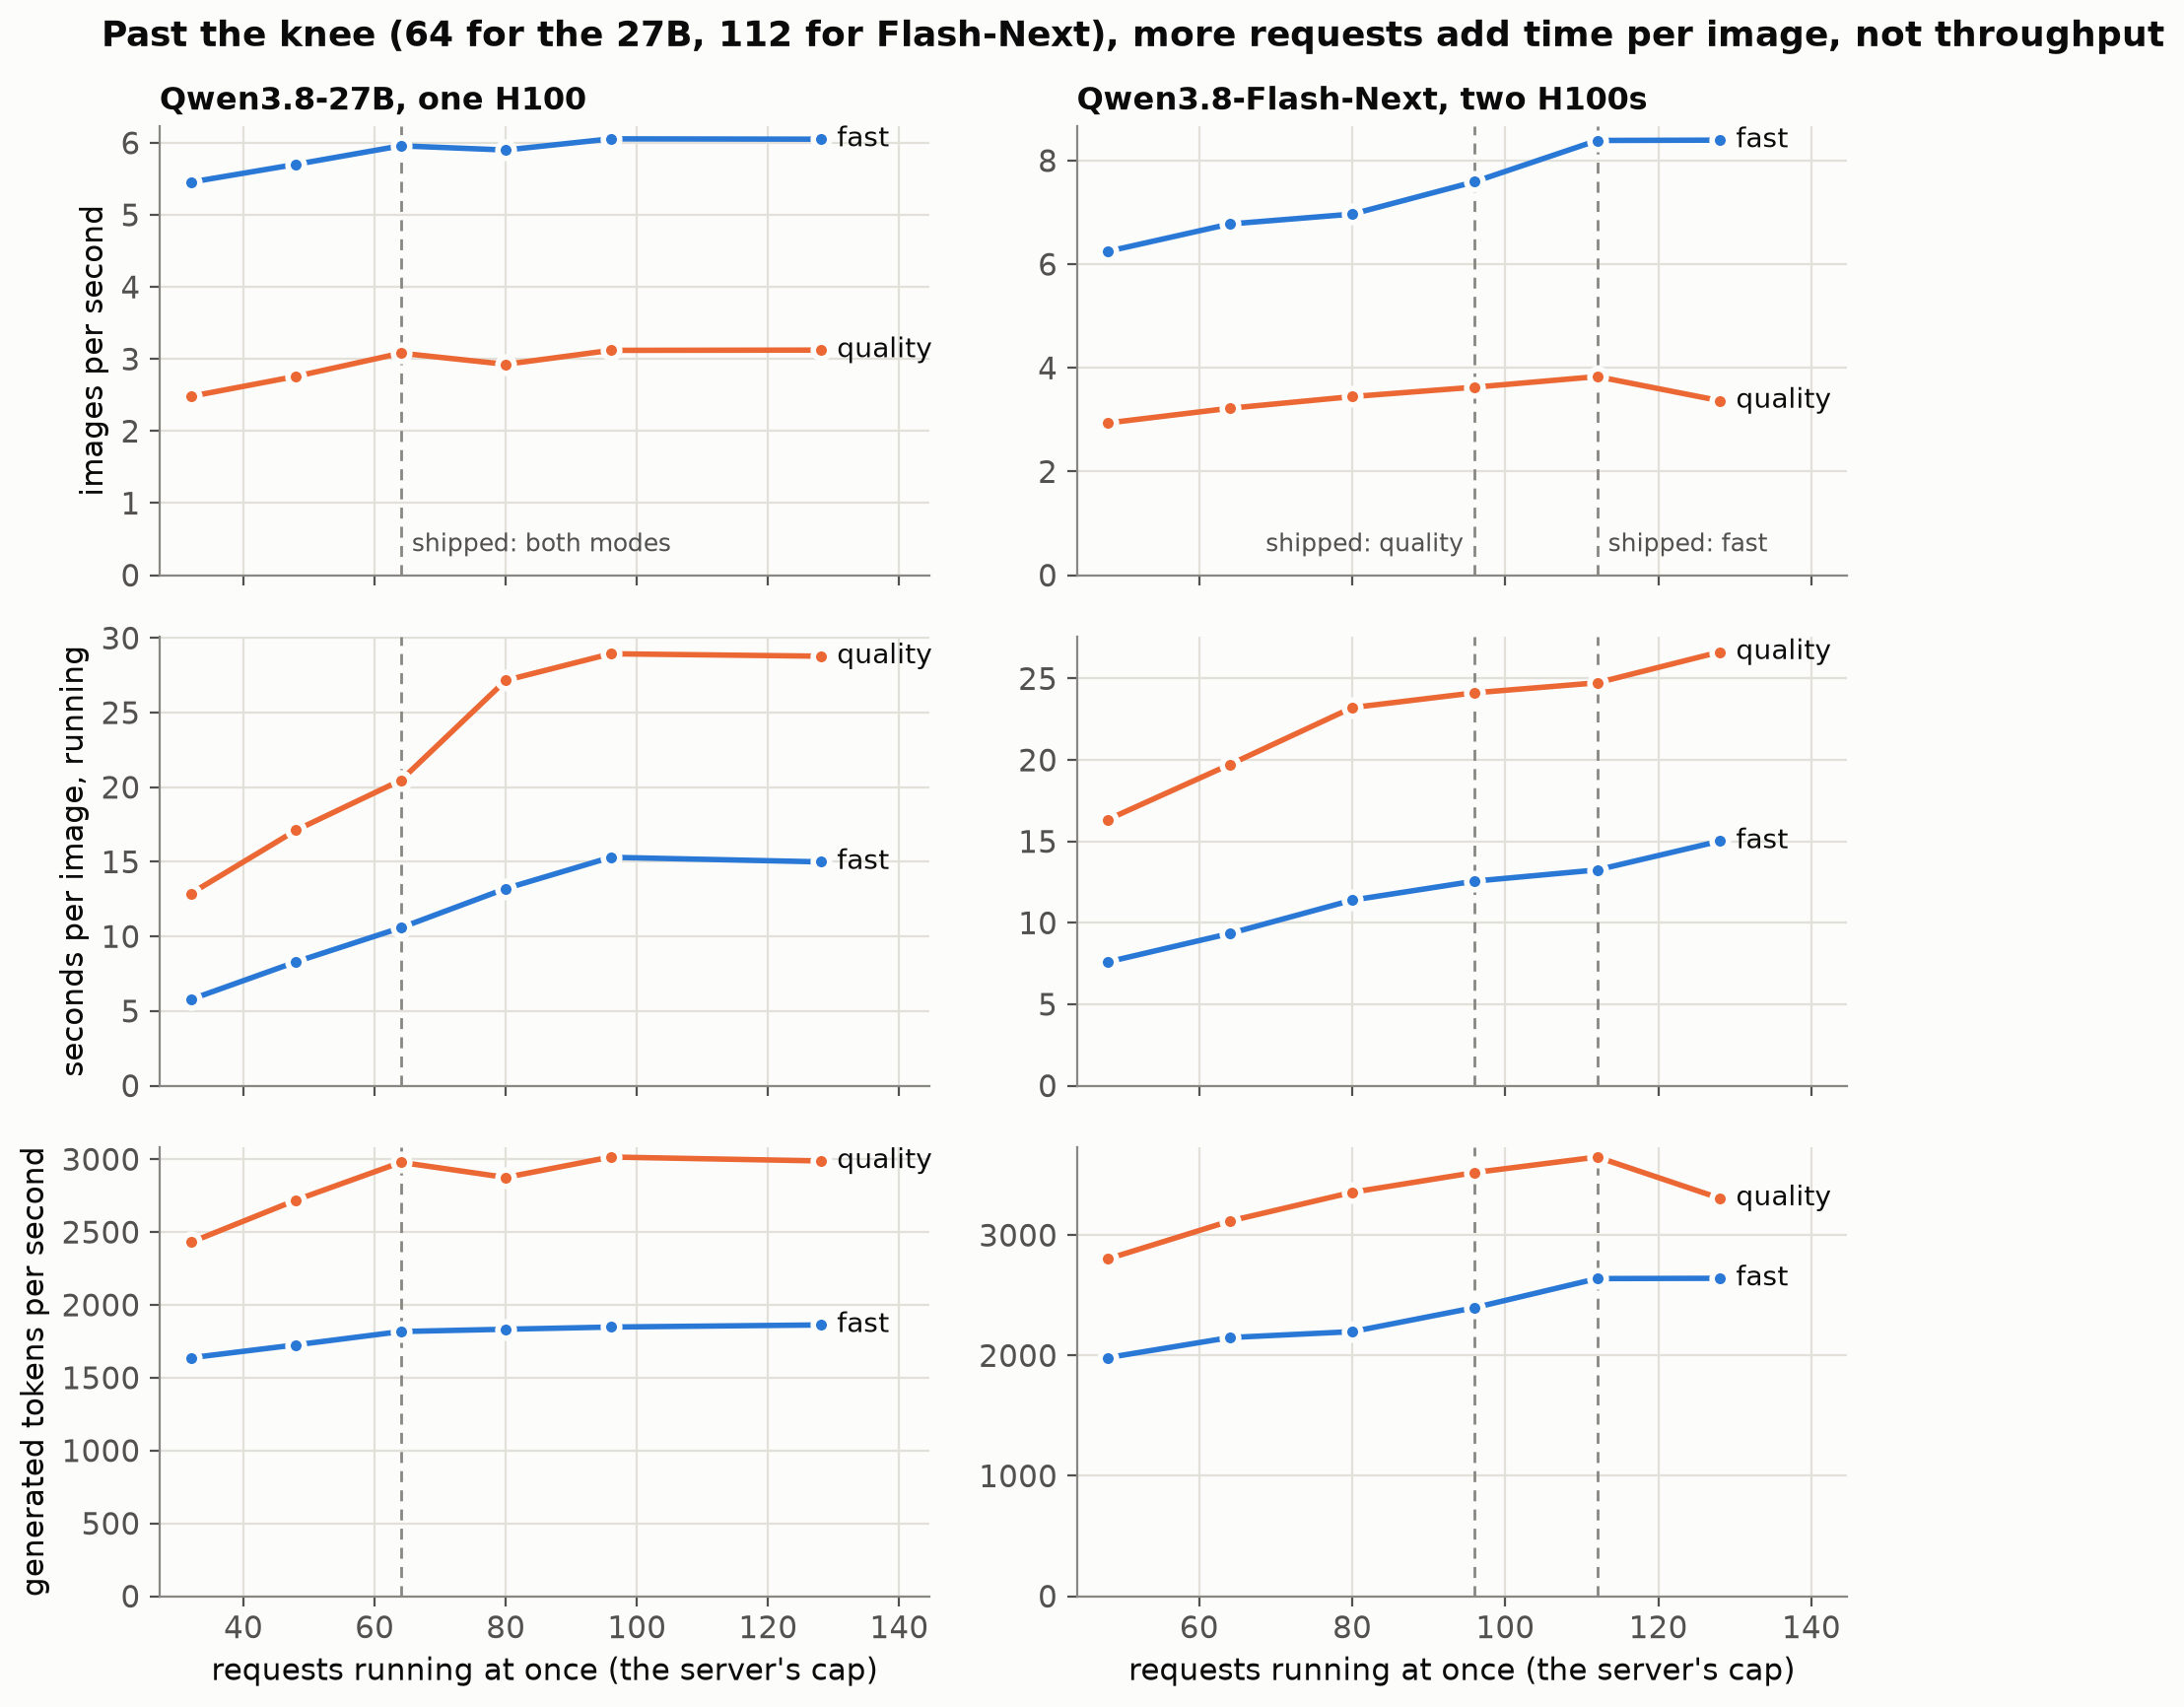 Past the knee (64 for the 27B, 112 for Flash-Next), more requests add time per image, not throughput
Qwen3.8-27B, one H100
images per second
6
5
4
3
2
1
0
fast
quality
shipped: both modes
Qwen3.8-Flash-Next, two H100s
8
6
4
2
0
fast
quality
shipped: quality
shipped: fast
seconds per image, running
30
25
20
15
10
5
0
quality
fast
25
20
15
10
5
0
quality
fast
generated tokens per second
3000
2500
2000
1500
1000
500
0
quality
fast
40 60 80 100 120 140
requests running at once (the server's cap)
3000
2000
1000
0
quality
fast
60 80 100 120 140
requests running at once (the server's cap)